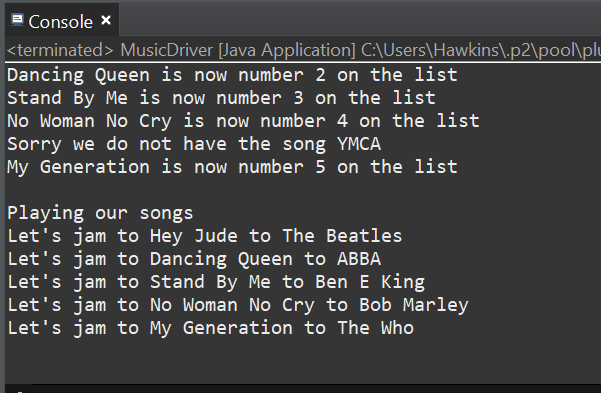 Console
<terminated> MusicDriver [Java Application] C:\Users\Hawkins\.p2\pool\plu
Dancing Queen is now number 2 on the list
Stand By Me is now number 3 on the list
No Woman No Cry is now number 4 on the list
Sorry we do not have the song YMCA
My Generation is now number 5 on the list
Playing our songs
Let's jam to Hey Jude to The Beatles
Let's jam to Dancing Queen to ABBA
Let's jam to Stand By Me to Ben E King
Let's jam to No Woman No Cry to Bob Marley
Let's jam to My Generation to The Who